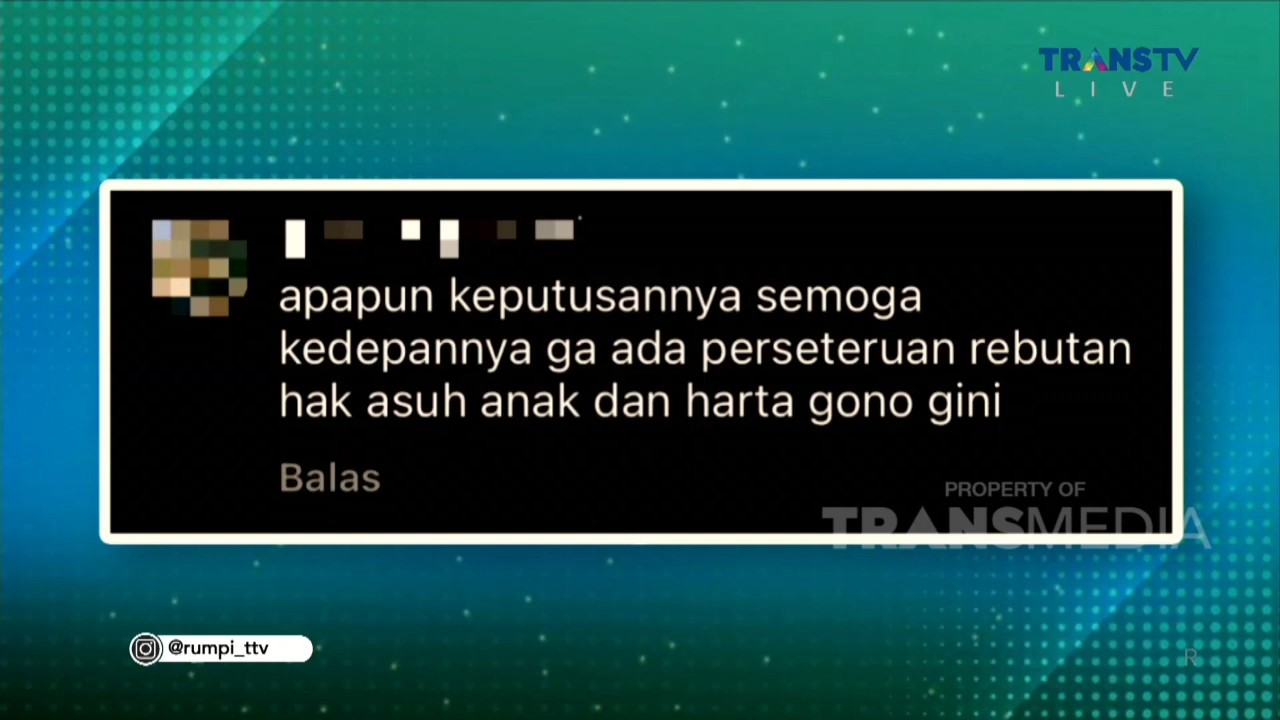 TRANSTV
LIVE
apapun keputusannya semoga
kedepannya ga ada perseteruan rebutan
hak asuh anak dan harta gono gini
Balas
PROPERTY OF
TRANSMEDIA
@rumpi_ttv
R